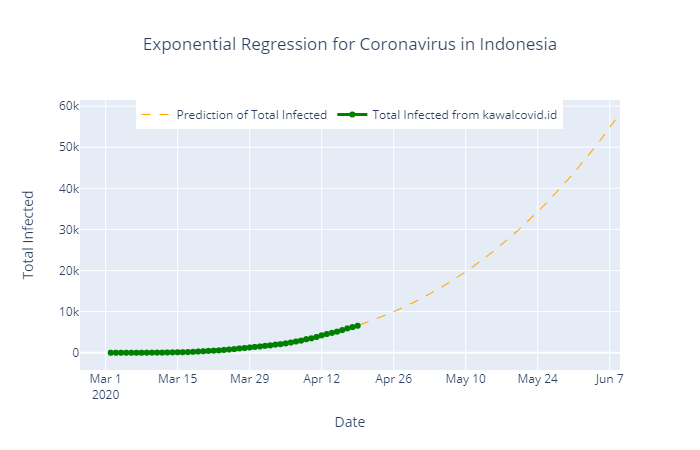 Exponential Regression for Coronavirus in Indonesia
Prediction of Total Infected
Total Infected from kawalcovid.id
60k
50k
40k
30k
20k
10k
0
Total Infected
Mar 1
2020
Mar 15
Mar 29
Apr 12
Apr 26
May 10
May 24
Jun 7
Date